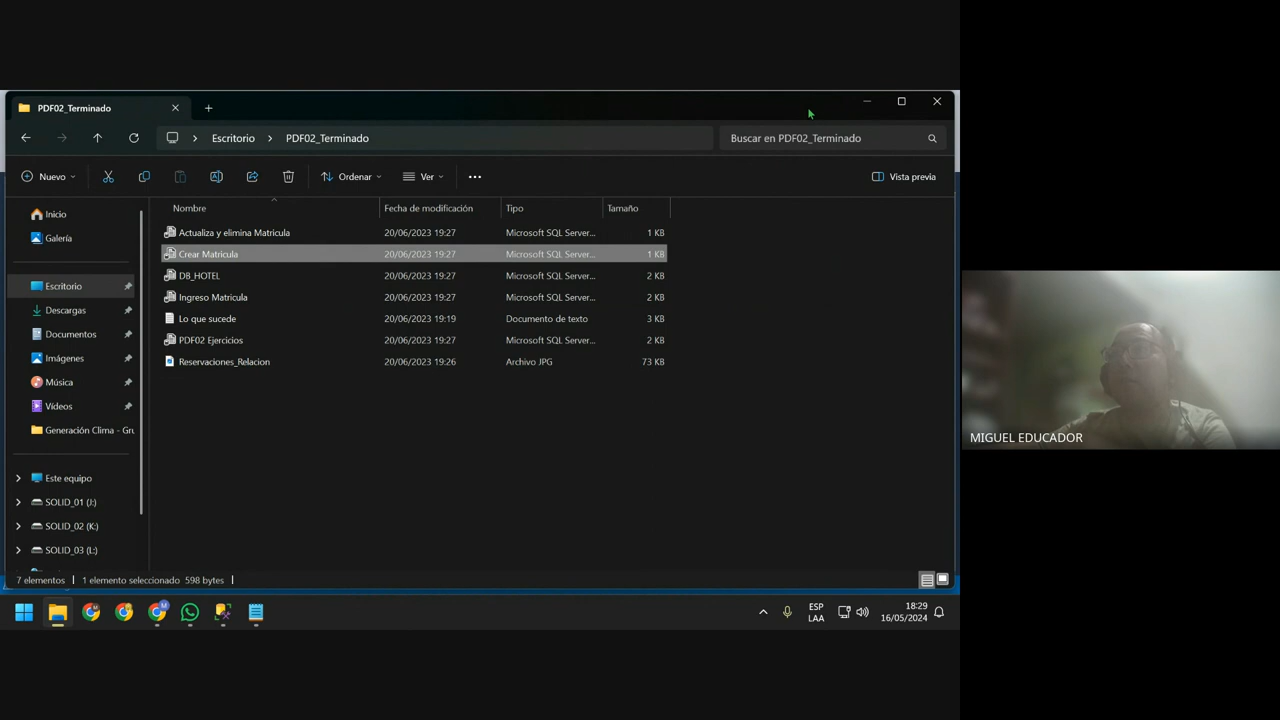 PDF02_Terminado
Escritorio
PDF02_Terminado
Buscar en PDF02_Terminado
Nuevo
Ordenar
Ver
Vista previa
Inicio
Galería
Escritorio
Descargas
Documentos
Imágenes
Música
Vídeos
Generación Clima - Gru
Este equipo
SOLID_01 (J:)
SOLID_02 (K:)
SOLID_03 (L:)
Nombre Fecha de modificación Tipo Tamaño
Actualiza y elimina Matricula 20/06/2023 19:27 Microsoft SQL Server... 1 KB
Crear Matricula 20/06/2023 19:27 Microsoft SQL Server... 1 KB
DB_HOTEL 20/06/2023 19:27 Microsoft SQL Server... 2 KB
Ingreso Matricula 20/06/2023 19:27 Microsoft SQL Server... 2 KB
Lo que sucede 20/06/2023 19:19 Documento de texto 3 KB
PDF02 Ejercicios 20/06/2023 19:27 Microsoft SQL Server... 2 KB
Reservaciones_Relacion 20/06/2023 19:26 Archivo JPG 73 KB
7 elementos 1 elemento seleccionado 598 bytes
ESP
LAA
18:29
16/05/2024
MIGUEL EDUCADOR